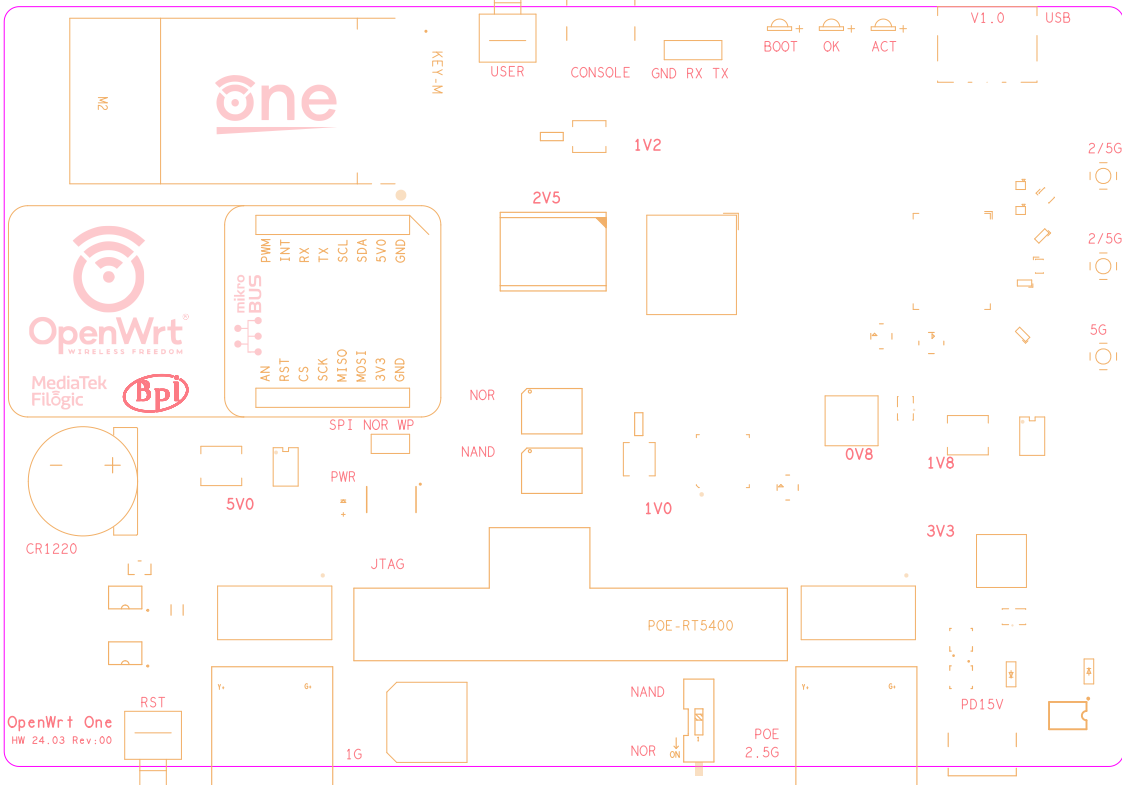 V1.0
USB
BOOT
OK
ACT
USER
CONSOLE
GND RX TX
KEY-M
M2
one
1V2
2/5G
2V5
PWM
INT
RX
TX
SCL
SDA
5V0
GND
2/5G
mikro
BUS
OpenWrt®
WIRELESS FREEDOM
5G
AN
RST
CS
SCK
MISO
MOSI
3V3
GND
MediaTek
Filogic
Bpi
NOR
SPI NOR WP
NAND
0V8
1V8
PWR
5V0
1V0
3V3
CR1220
JTAG
POE-RT5400
Y+
G+
Y+
G+
NAND
RST
PD15V
OpenWrt One
HW 24.03 Rev:00
POE
2.5G
NOR
ON
1G